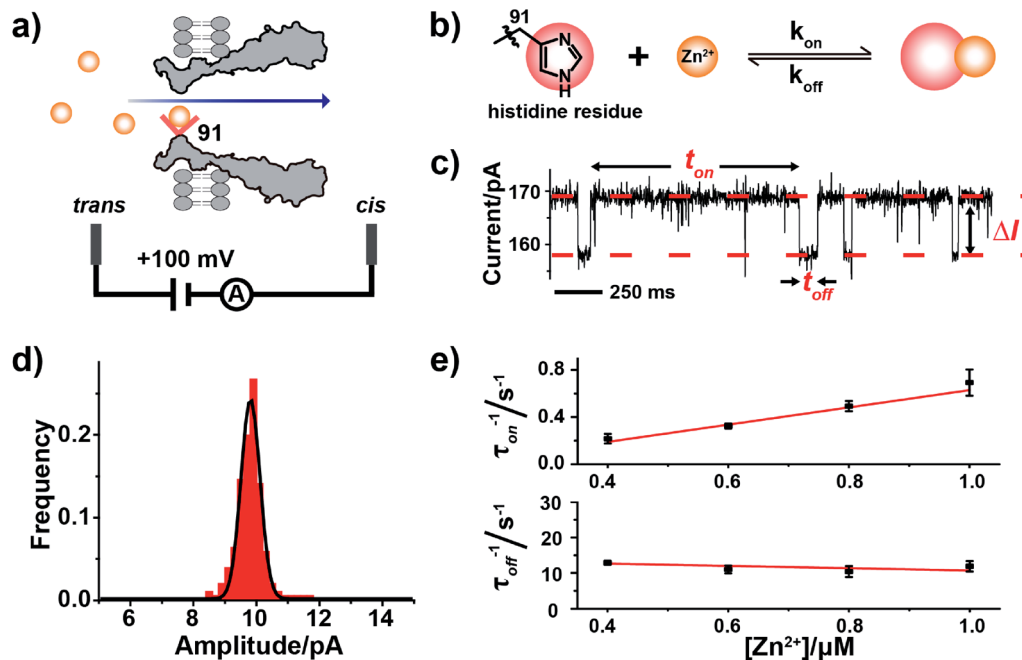 a)
91
trans
cis
+100 mV
A
b)
91
N
N
H
histidine residue
+
Zn²⁺
kon
koff
c)
Current/pA
170
160
ton
toff
ΔI
250 ms
d)
Frequency
0.2
0.1
0.0
6 8 10 12 14
Amplitude/pA
e)
τon⁻¹/s⁻¹
0.8
0.4
0.0
0.4 0.6 0.8 1.0
τoff⁻¹/s⁻¹
30
20
10
0
0.4 0.6 0.8 1.0
[Zn²⁺]/µM